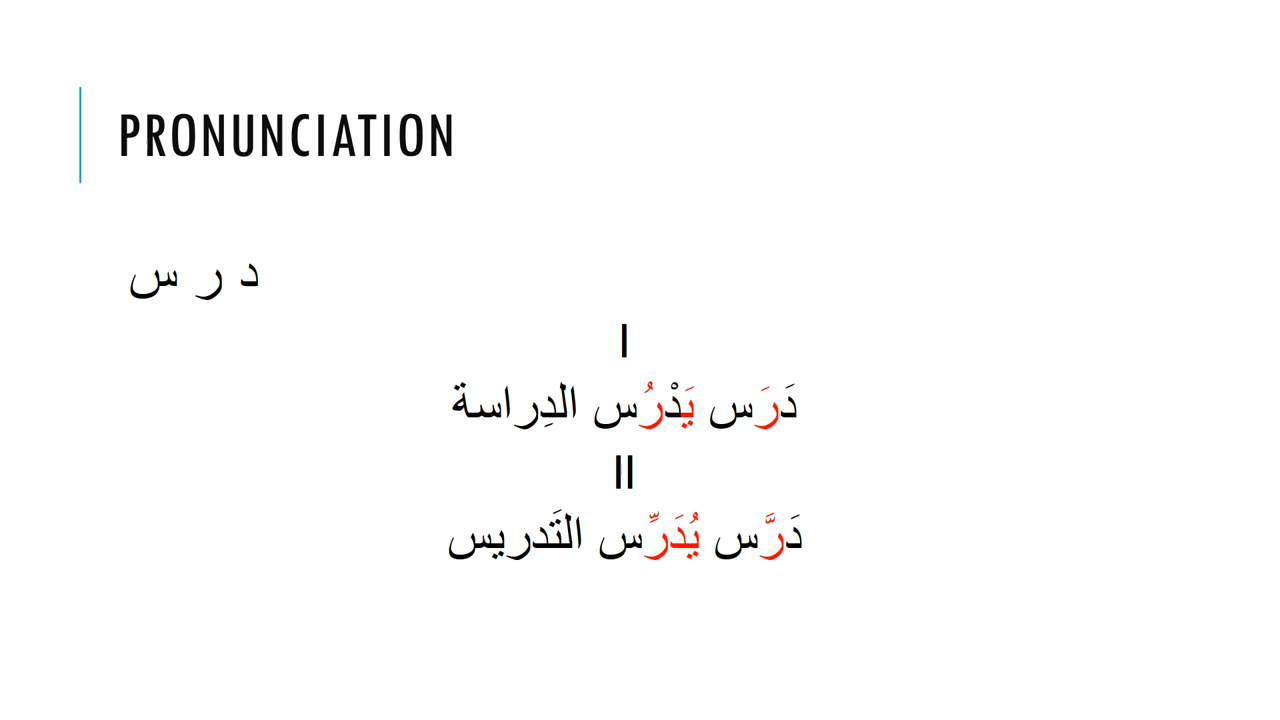 PRONUNCIATION
د ر س
I
دَرَس يَدْرُس الدِراسة
II
دَرَّس يُدَرِّس التَدريس